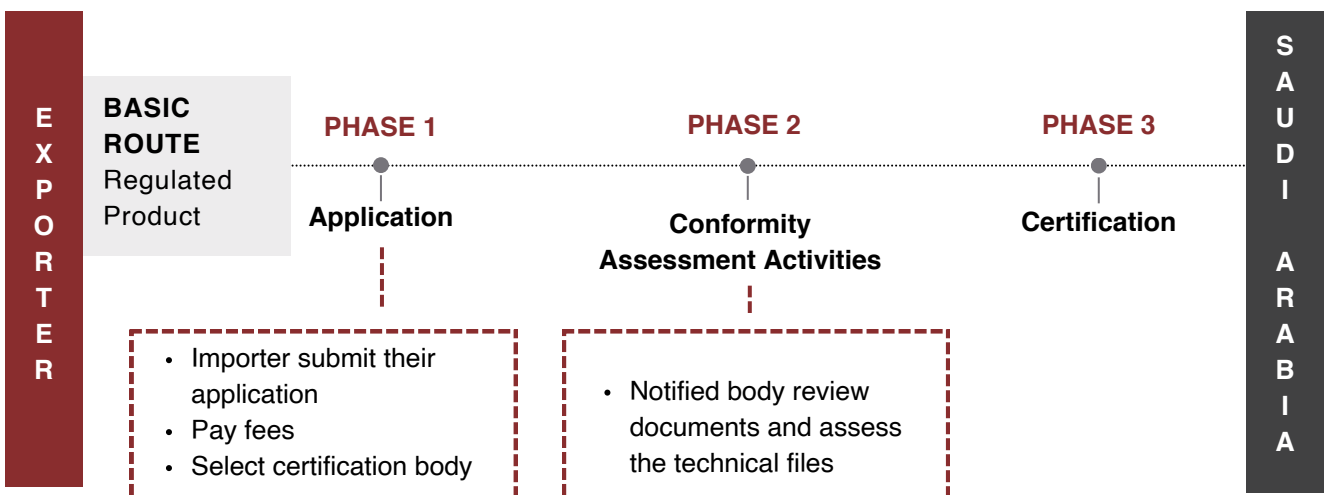 EXPORTER
BASIC
ROUTE
Regulated
Product
PHASE 1
Application
• Importer submit their
application
• Pay fees
• Select certification body
PHASE 2
Conformity
Assessment Activities
• Notified body review
documents and assess
the technical files
PHASE 3
Certification
SAUDI ARABIA